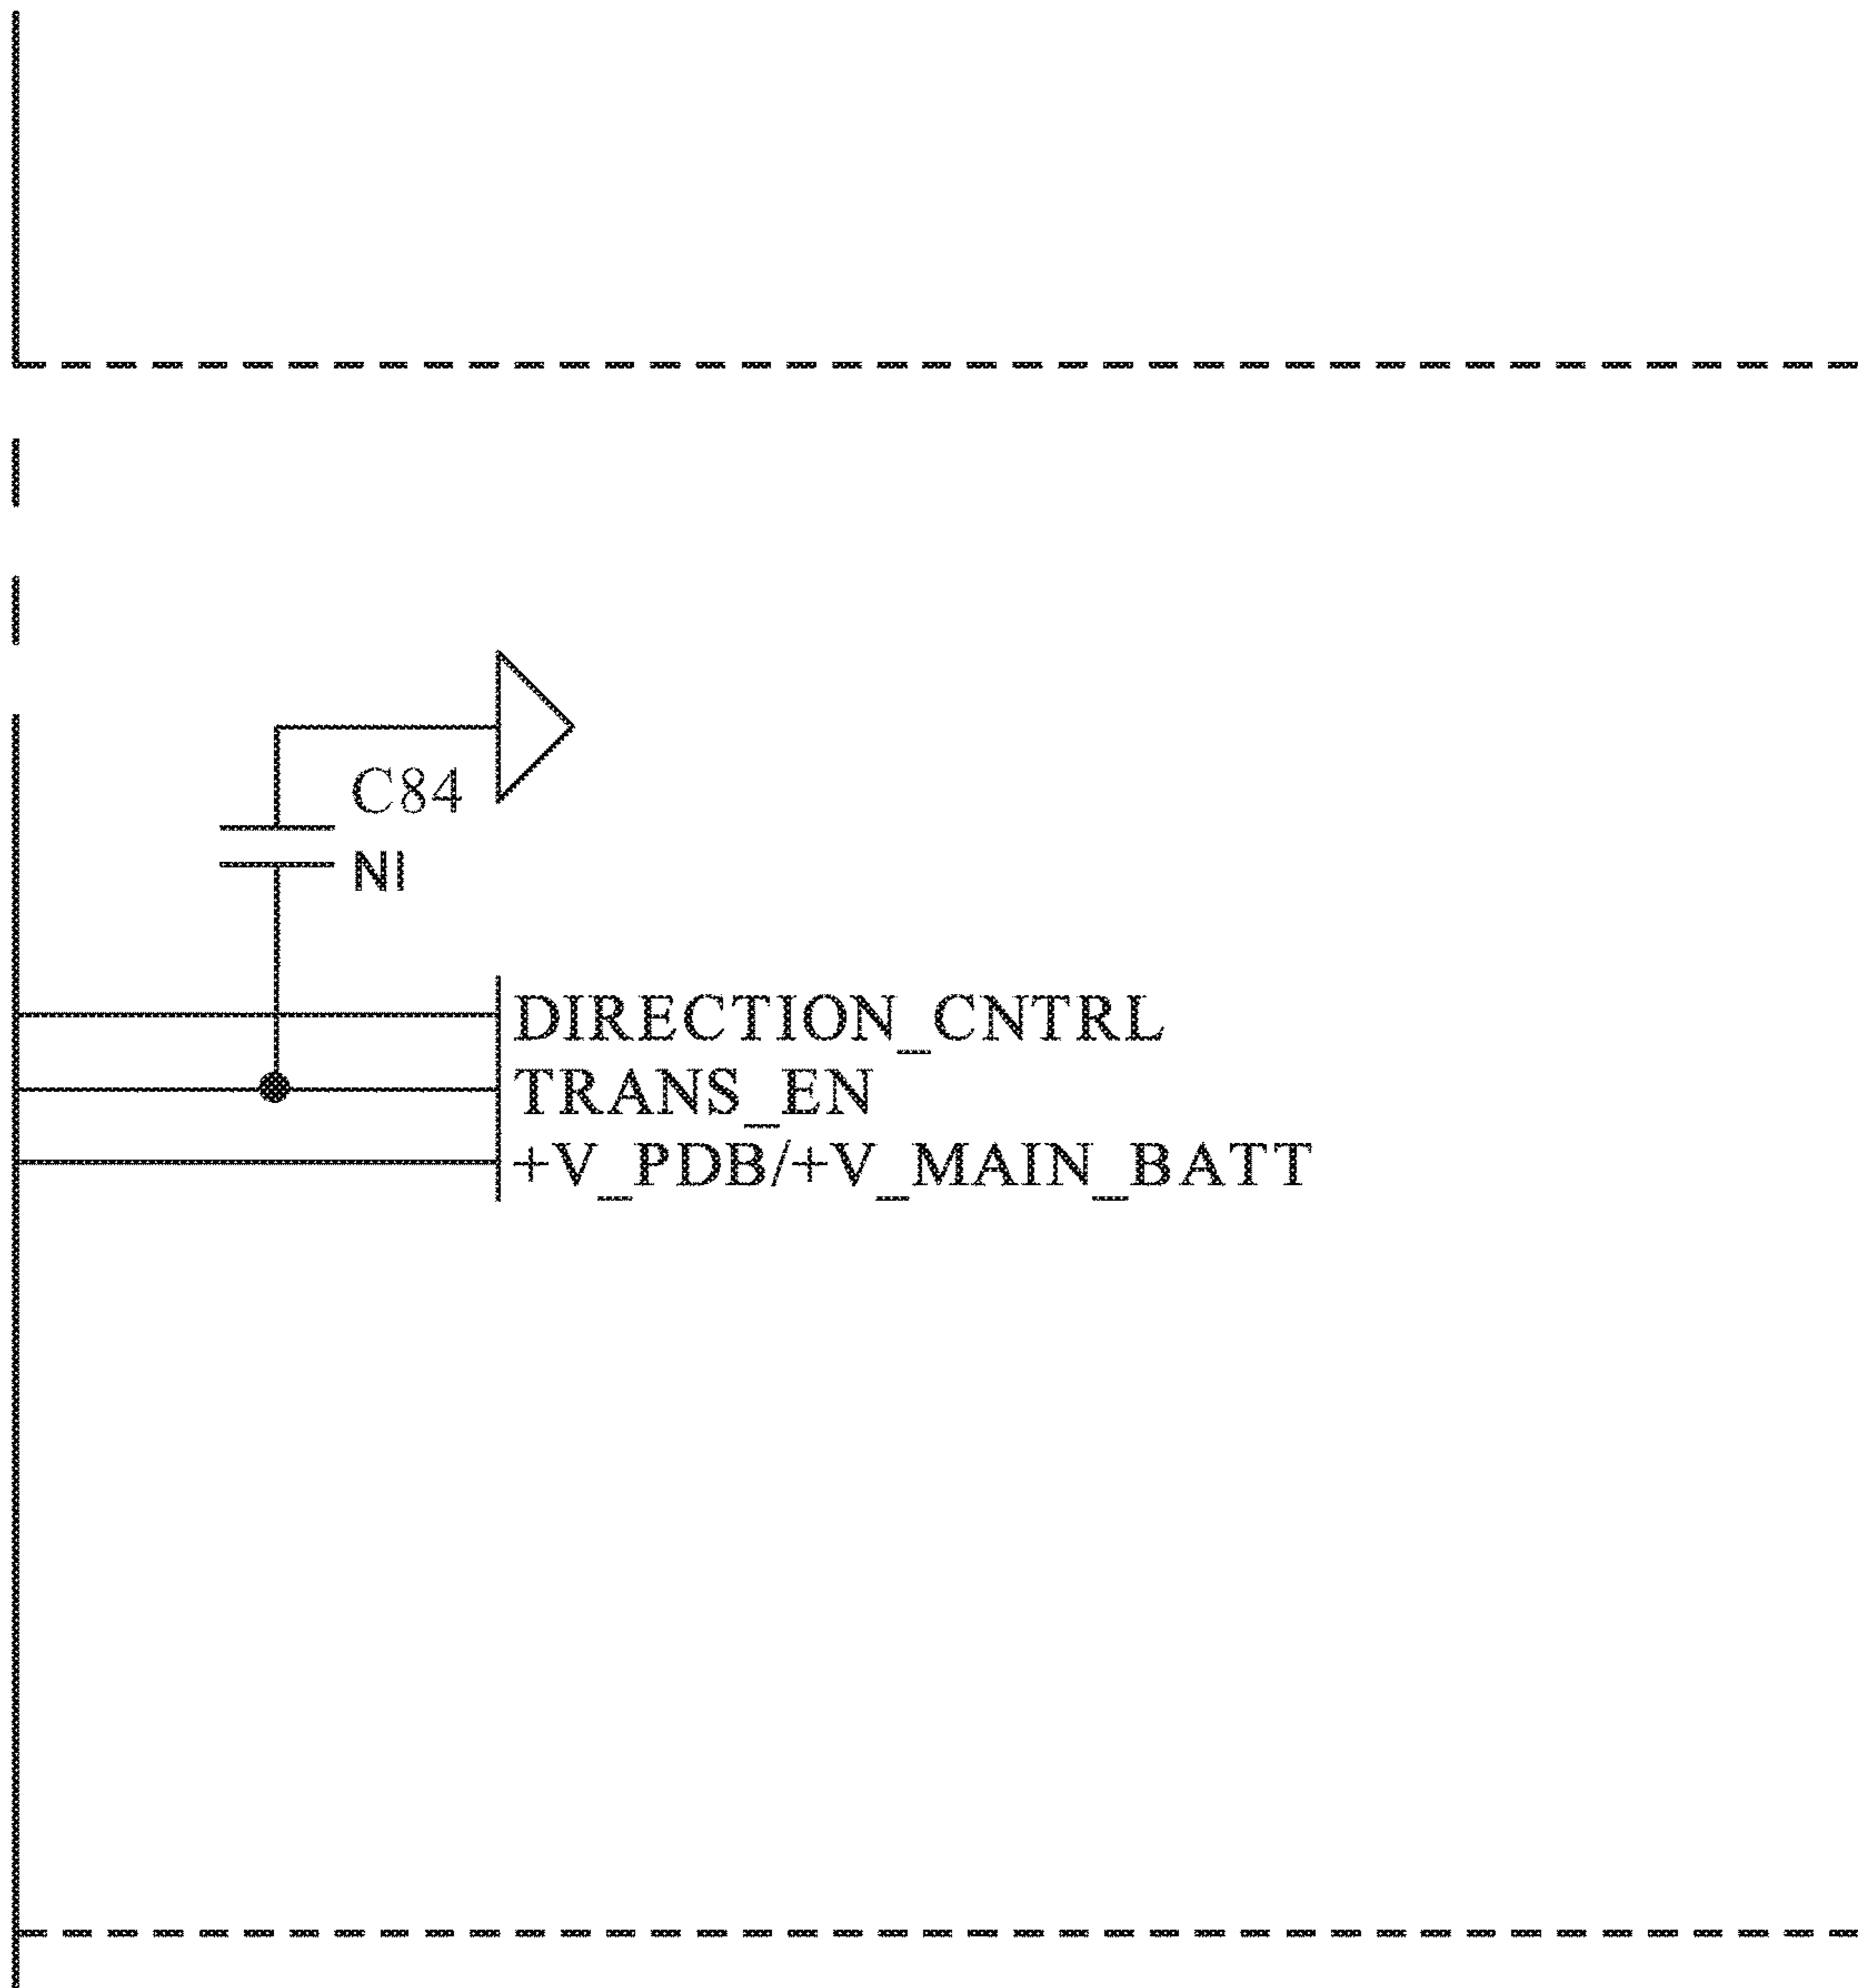 C84
NI
DIRECTION_CNTRL
TRANS_EN
+V_PDB/+V_MAIN_BATT